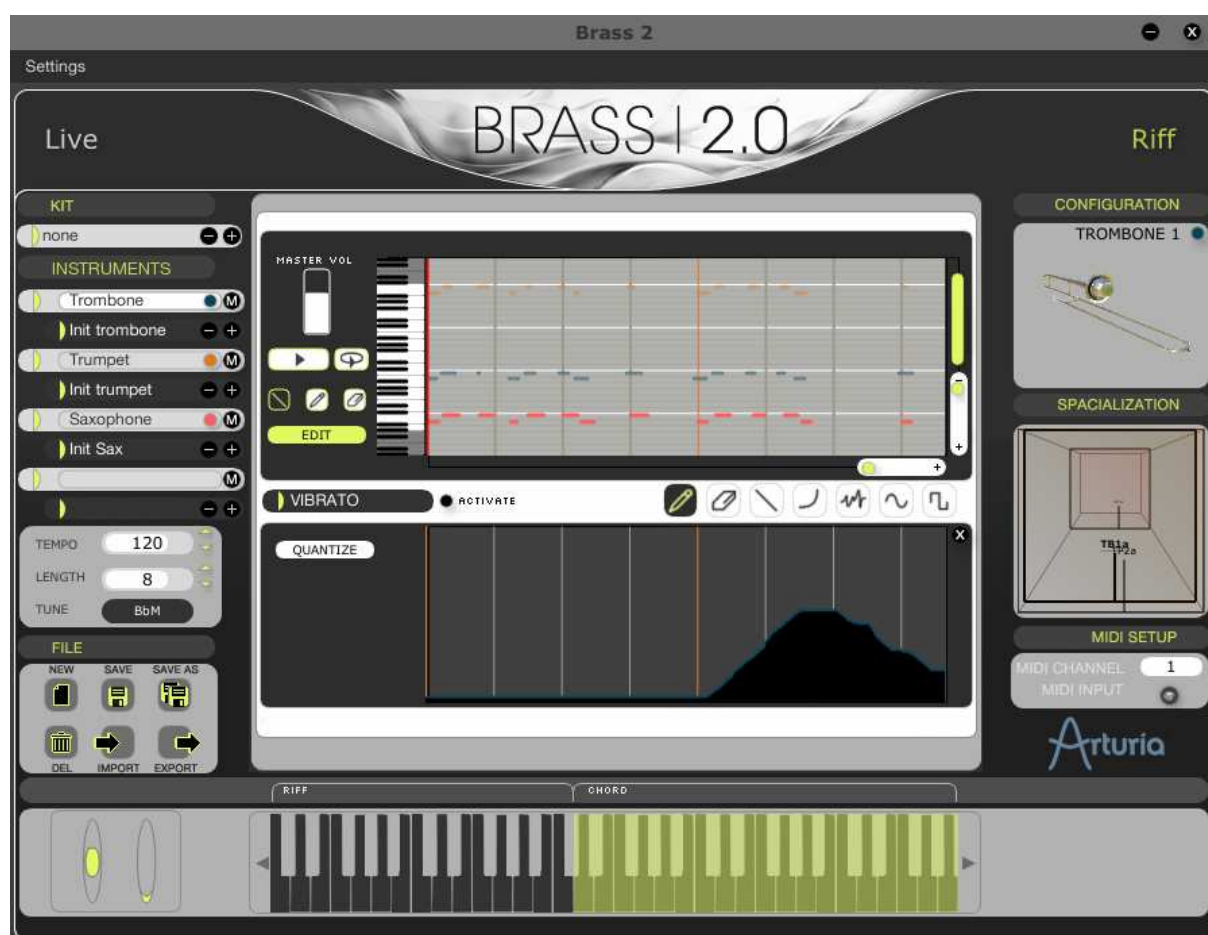 Brass 2
Settings
Live
BRASS | 2.0
Riff
KIT
none
INSTRUMENTS
Trombone
M
Init trombone
Trumpet
M
Init trumpet
Saxophone
M
Init Sax
M
TEMPO 120
LENGTH 8
TUNE BbM
FILE
NEW SAVE SAVE AS
DEL IMPORT EXPORT
MASTER VOL
EDIT
VIBRATO
ACTIVATE
QUANTIZE
X
CONFIGURATION
TROMBONE 1
SPACIALIZATION
TB1a
MIDI SETUP
MIDI CHANNEL 1
MIDI INPUT
Arturia
RIFF
CHORD